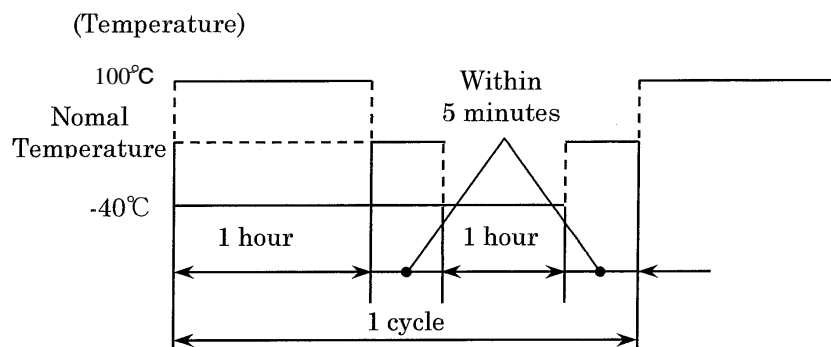 (Temperature)
100°C
Within
5 minutes
Nomal
Temperature
-40℃
1 hour
1 hour
1 cycle